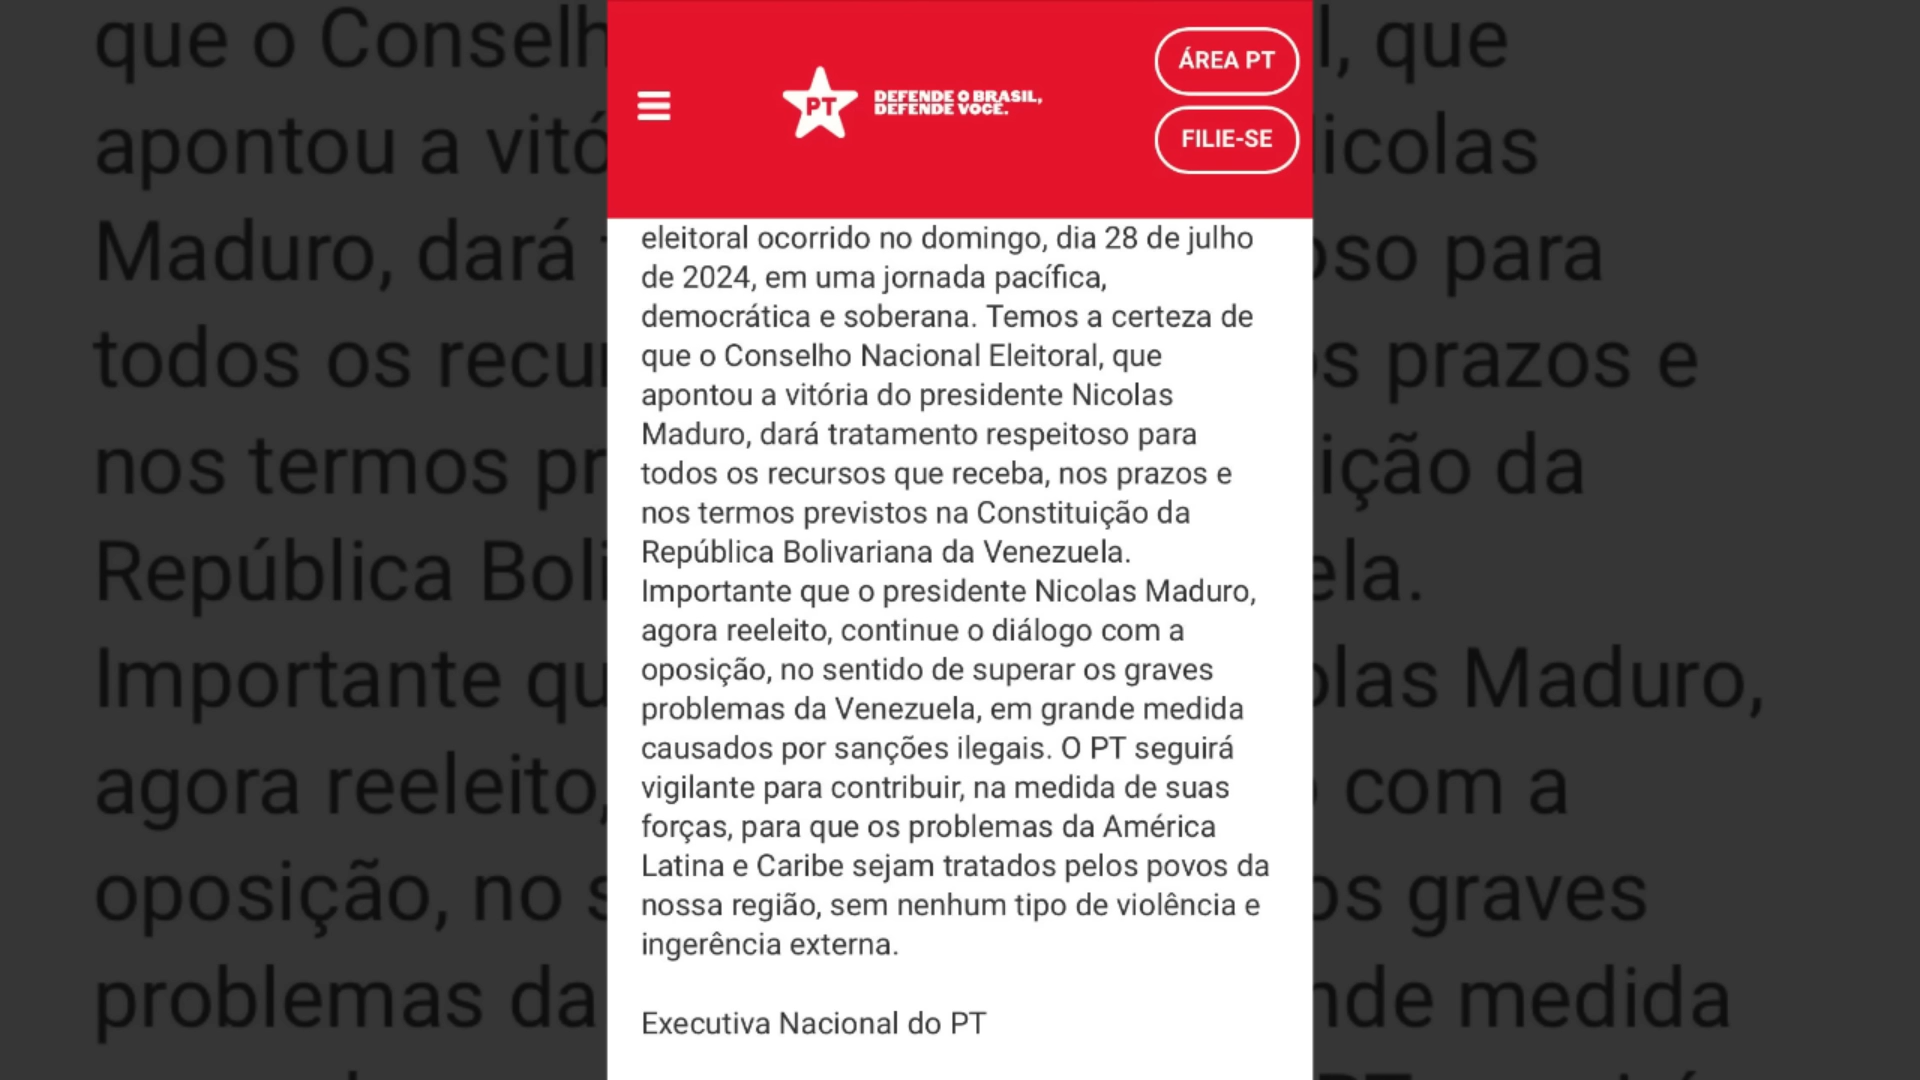 ÁREA PT
PT
DEFENDE O BRASIL,
DEFENDE VOCÊ.
FILIE-SE
eleitoral ocorrido no domingo, dia 28 de julho
de 2024, em uma jornada pacífica,
democrática e soberana. Temos a certeza de
que o Conselho Nacional Eleitoral, que
apontou a vitória do presidente Nicolas
Maduro, dará tratamento respeitoso para
todos os recursos que receba, nos prazos e
nos termos previstos na Constituição da
República Bolivariana da Venezuela.
Importante que o presidente Nicolas Maduro,
agora reeleito, continue o diálogo com a
oposição, no sentido de superar os graves
problemas da Venezuela, em grande medida
causados por sanções ilegais. O PT seguirá
vigilante para contribuir, na medida de suas
forças, para que os problemas da América
Latina e Caribe sejam tratados pelos povos da
nossa região, sem nenhum tipo de violência e
ingerência externa.
Executiva Nacional do PT